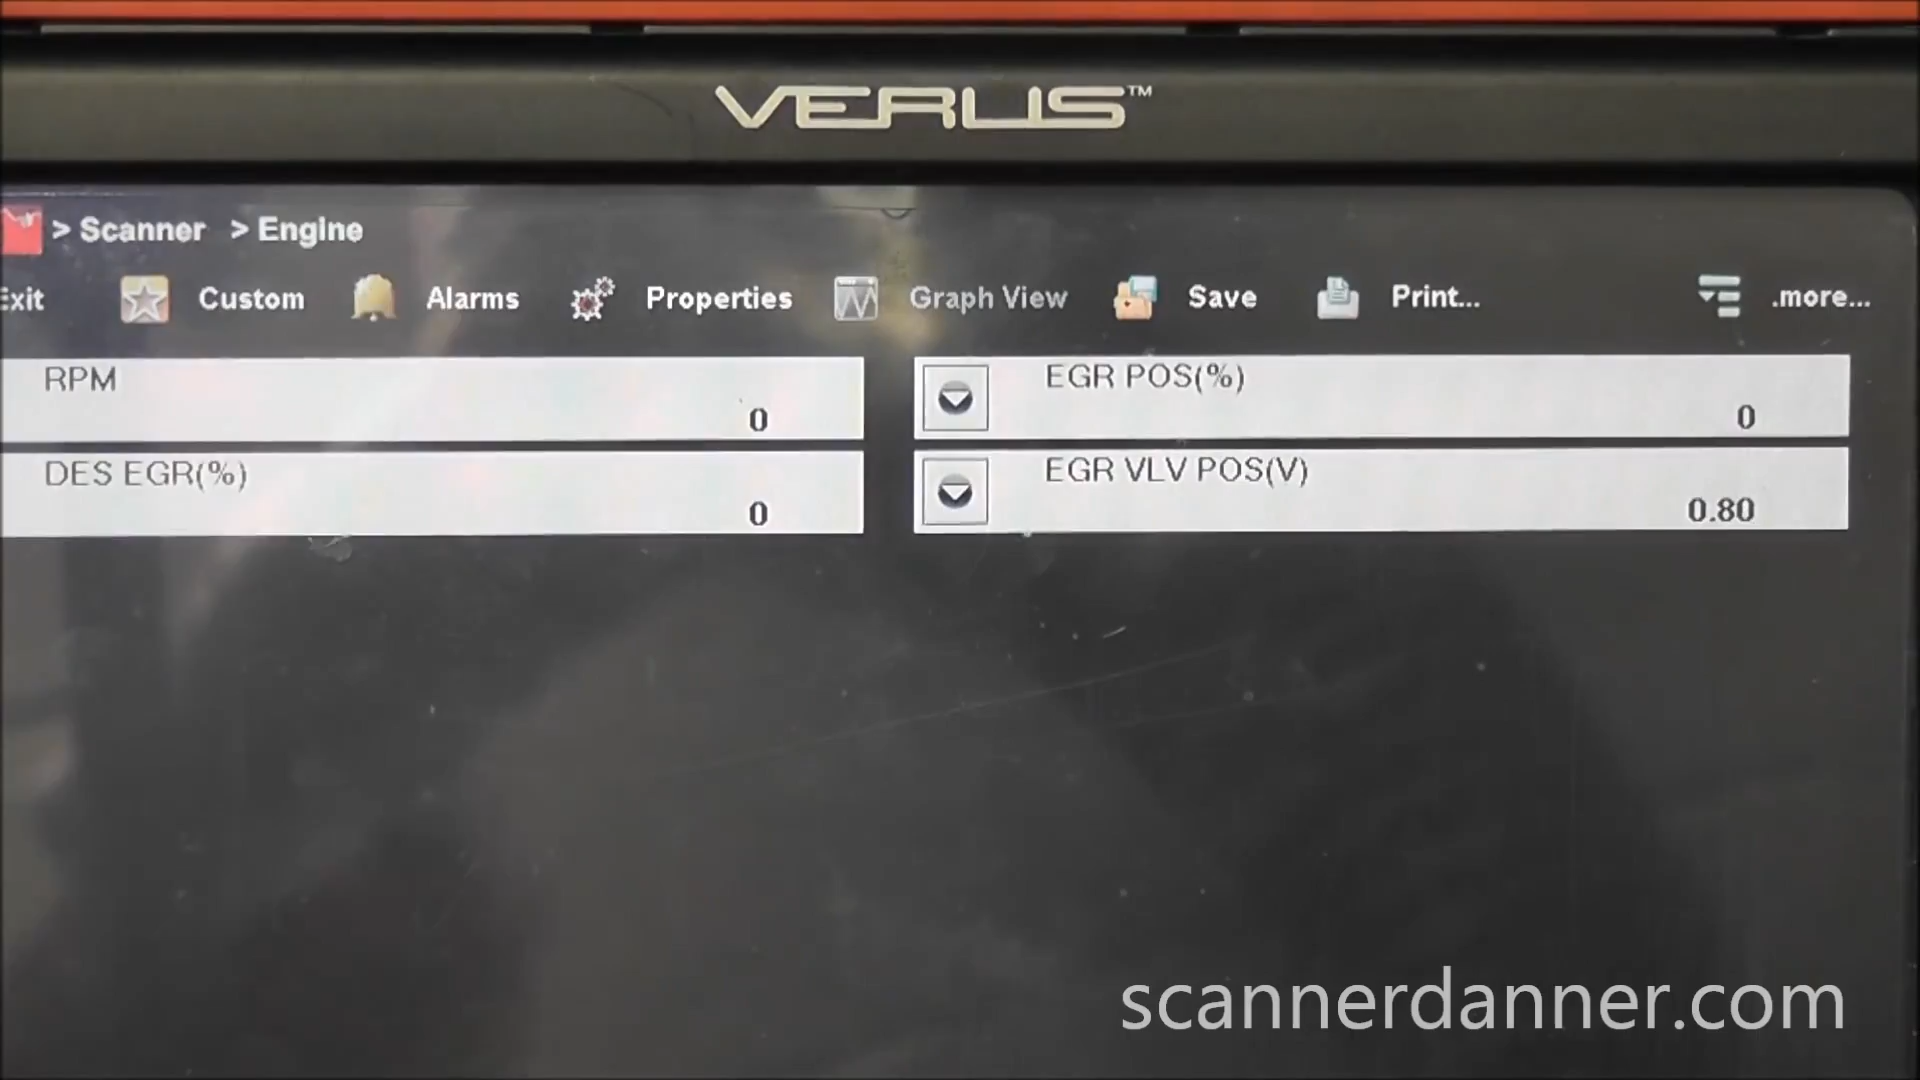 VERUS™
> Scanner > Engine
Exit Custom Alarms Properties Graph View Save Print... .more...
RPM
0
EGR POS(%)
0
DES EGR(%)
0
EGR VLV POS(V)
0.80
scannerdanner.com